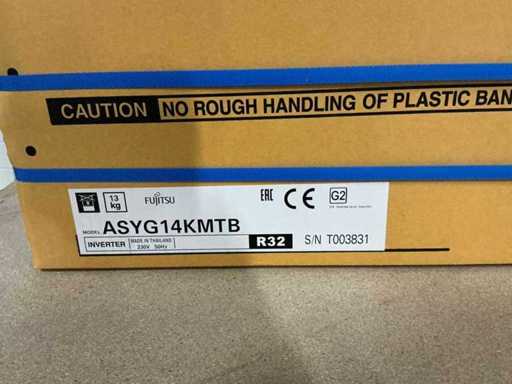 CAUTION NO ROUGH HANDLING OF PLASTIC BAN
13 kg FUJITSU EAC CE G2
MODEL ASYG14KMTB
INVERTER MADE IN THAILAND 230V 50Hz R32 S/N T003831